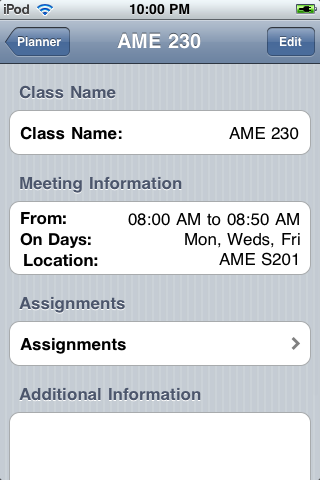 iPod 10:00 PM
Planner AME 230 Edit
Class Name
Class Name: AME 230
Meeting Information
From: 08:00 AM to 08:50 AM
On Days: Mon, Weds, Fri
Location: AME S201
Assignments
Assignments
Additional Information